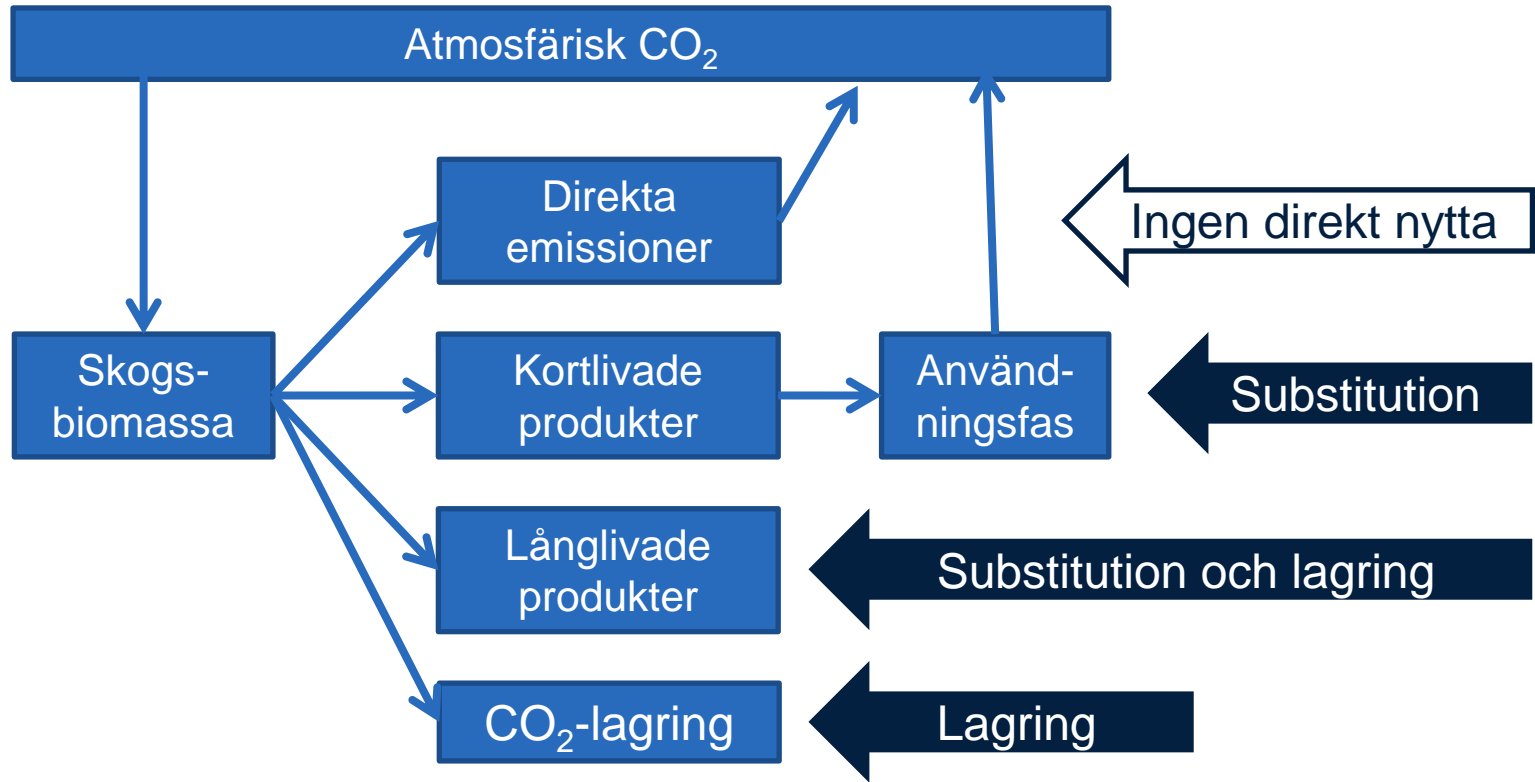 Atmosfärisk CO₂
Direkta
emissioner
Ingen direkt nytta
Skogs-
biomassa
Kortlivade
produkter
Använd-
ningsfas
Substitution
Långlivade
produkter
Substitution och lagring
CO₂-lagring
Lagring